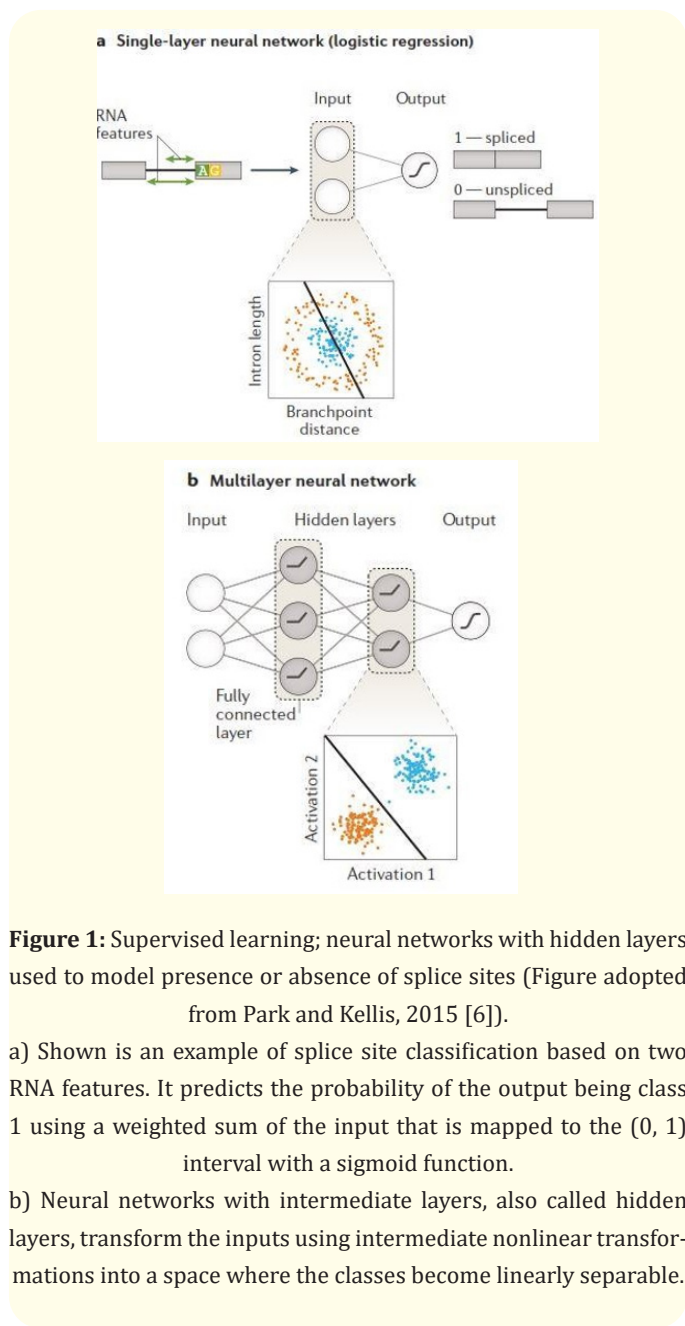 a Single-layer neural network (logistic regression)
Input
Output
RNA
features
AG
1 — spliced
0 — unspliced
Intron length
Branchpoint
distance
b Multilayer neural network
Input
Hidden layers
Output
Fully
connected
layer
Activation 2
Activation 1
Figure 1: Supervised learning; neural networks with hidden layers
used to model presence or absence of splice sites (Figure adopted
from Park and Kellis, 2015 [6]).
a) Shown is an example of splice site classification based on two
RNA features. It predicts the probability of the output being class
1 using a weighted sum of the input that is mapped to the (0, 1)
interval with a sigmoid function.
b) Neural networks with intermediate layers, also called hidden
layers, transform the inputs using intermediate nonlinear transfor-
mations into a space where the classes become linearly separable.